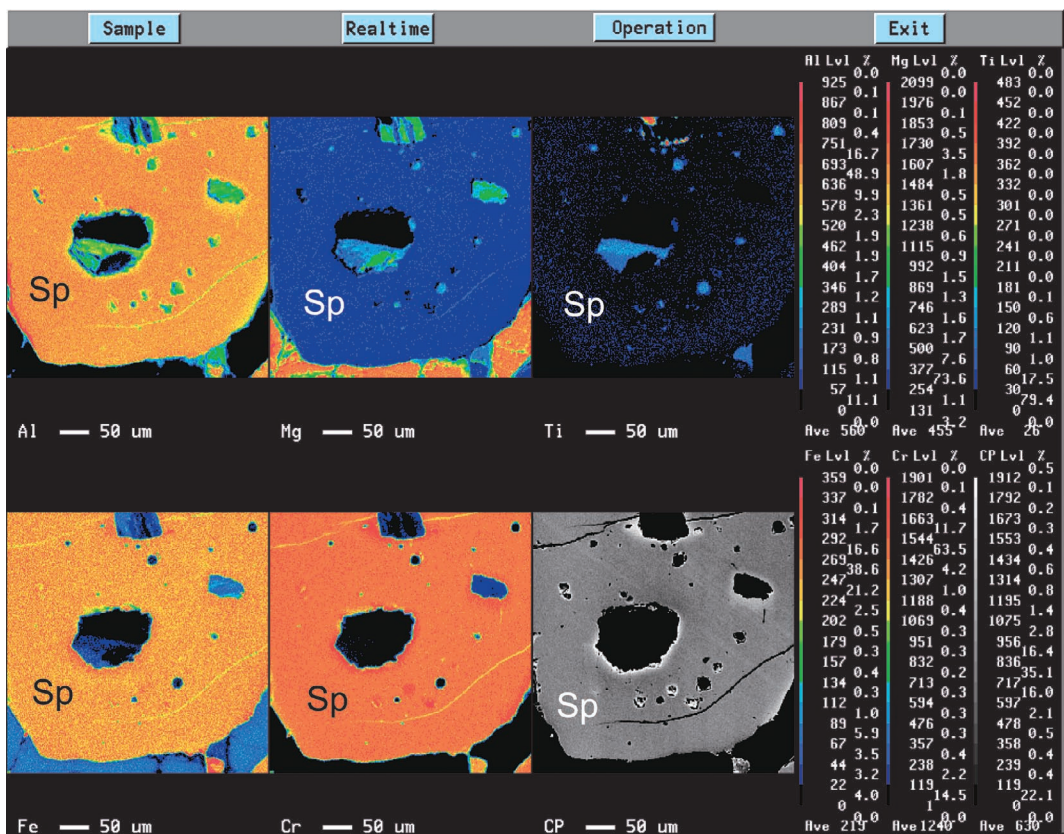 Sample Realtime Operation Exit
Al Lvl % Mg Lvl % Ti Lvl %
0.0 0.0 0.0
925 2099 483
0.1 0.0 0.0
867 1976 452
0.1 0.1 0.0
809 1853 422
0.4 0.5 0.0
751 1730 392
16.7 3.5 0.0
693 1607 362
48.9 1.8 0.0
636 1484 332
9.9 0.5 0.0
578 1361 301
2.3 0.5 0.0
520 1238 271
1.9 0.6 0.0
462 1115 241
1.9 0.9 0.0
404 992 211
1.7 1.5 0.0
346 869 181
1.2 1.3 0.1
289 746 150
1.1 1.6 0.6
231 623 120
0.9 1.7 1.1
173 500 90
0.8 7.6 1.0
115 377 60
1.1 73.6 17.5
57 254 30
11.1 1.1 79.4
0 131 0
0.0 3.2 0.0
Ave 560 Ave 455 Ave 26
Sp Sp Sp
Al 50 um Mg 50 um Ti 50 um
Fe Lvl % Cr Lvl % CP Lvl %
0.0 0.0 0.5
359 1901 1912
0.0 0.1 0.1
337 1782 1792
0.1 0.4 0.2
314 1663 1673
1.7 11.7 0.3
292 1544 1553
16.6 63.5 0.4
269 1426 1434
38.6 4.2 0.6
247 1307 1314
21.2 1.0 0.8
224 1188 1195
2.5 0.4 1.4
202 1069 1075
0.5 0.3 2.8
179 951 956
0.3 0.3 16.4
157 832 836
0.4 0.2 35.1
134 713 717
0.3 0.3 16.0
112 594 597
1.0 0.3 2.1
89 476 478
5.9 0.3 0.5
67 357 358
3.5 0.4 0.4
44 238 239
3.2 2.2 0.4
22 119 119
4.0 14.5 22.1
0 1 0
0.0 0.0 0.0
Ave 219 Ave 1240 Ave 630
Sp Sp Sp
Fe 50 um Cr 50 um CP 50 um